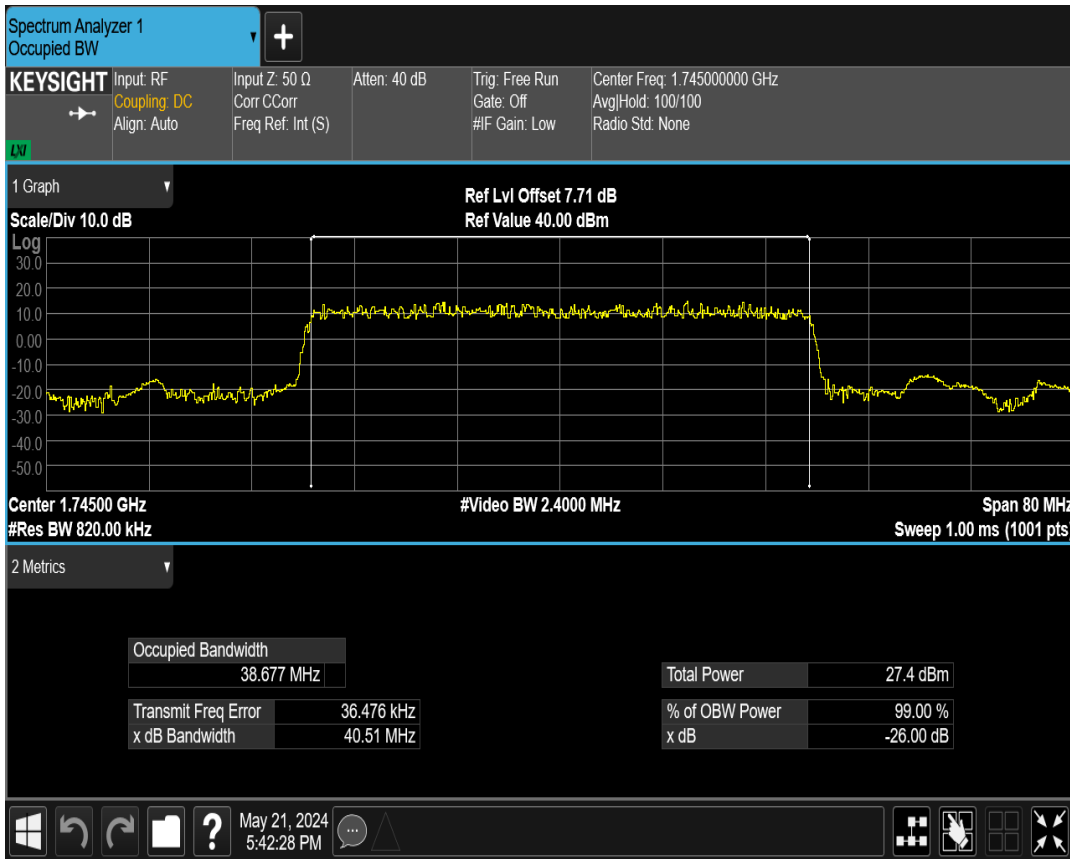 Spectrum Analyzer 1
Occupied BW
+
KEYSIGHT
LXI
Input: RF
Coupling: DC
Align: Auto
Input Z: 50 Ω
Corr CCorr
Freq Ref: Int (S)
Atten: 40 dB
Trig: Free Run
Gate: Off
#IF Gain: Low
Center Freq: 1.745000000 GHz
Avg|Hold: 100/100
Radio Std: None
1 Graph
Scale/Div 10.0 dB
Ref Lvl Offset 7.71 dB
Ref Value 40.00 dBm
Log
30.0
20.0
10.0
0.00
-10.0
-20.0
-30.0
-40.0
-50.0
Center 1.74500 GHz
#Res BW 820.00 kHz
#Video BW 2.4000 MHz
Span 80 MHz
Sweep 1.00 ms (1001 pts)
2 Metrics
Occupied Bandwidth
38.677 MHz
Transmit Freq Error 36.476 kHz
x dB Bandwidth 40.51 MHz
Total Power 27.4 dBm
% of OBW Power 99.00 %
x dB -26.00 dB
?
May 21, 2024
5:42:28 PM